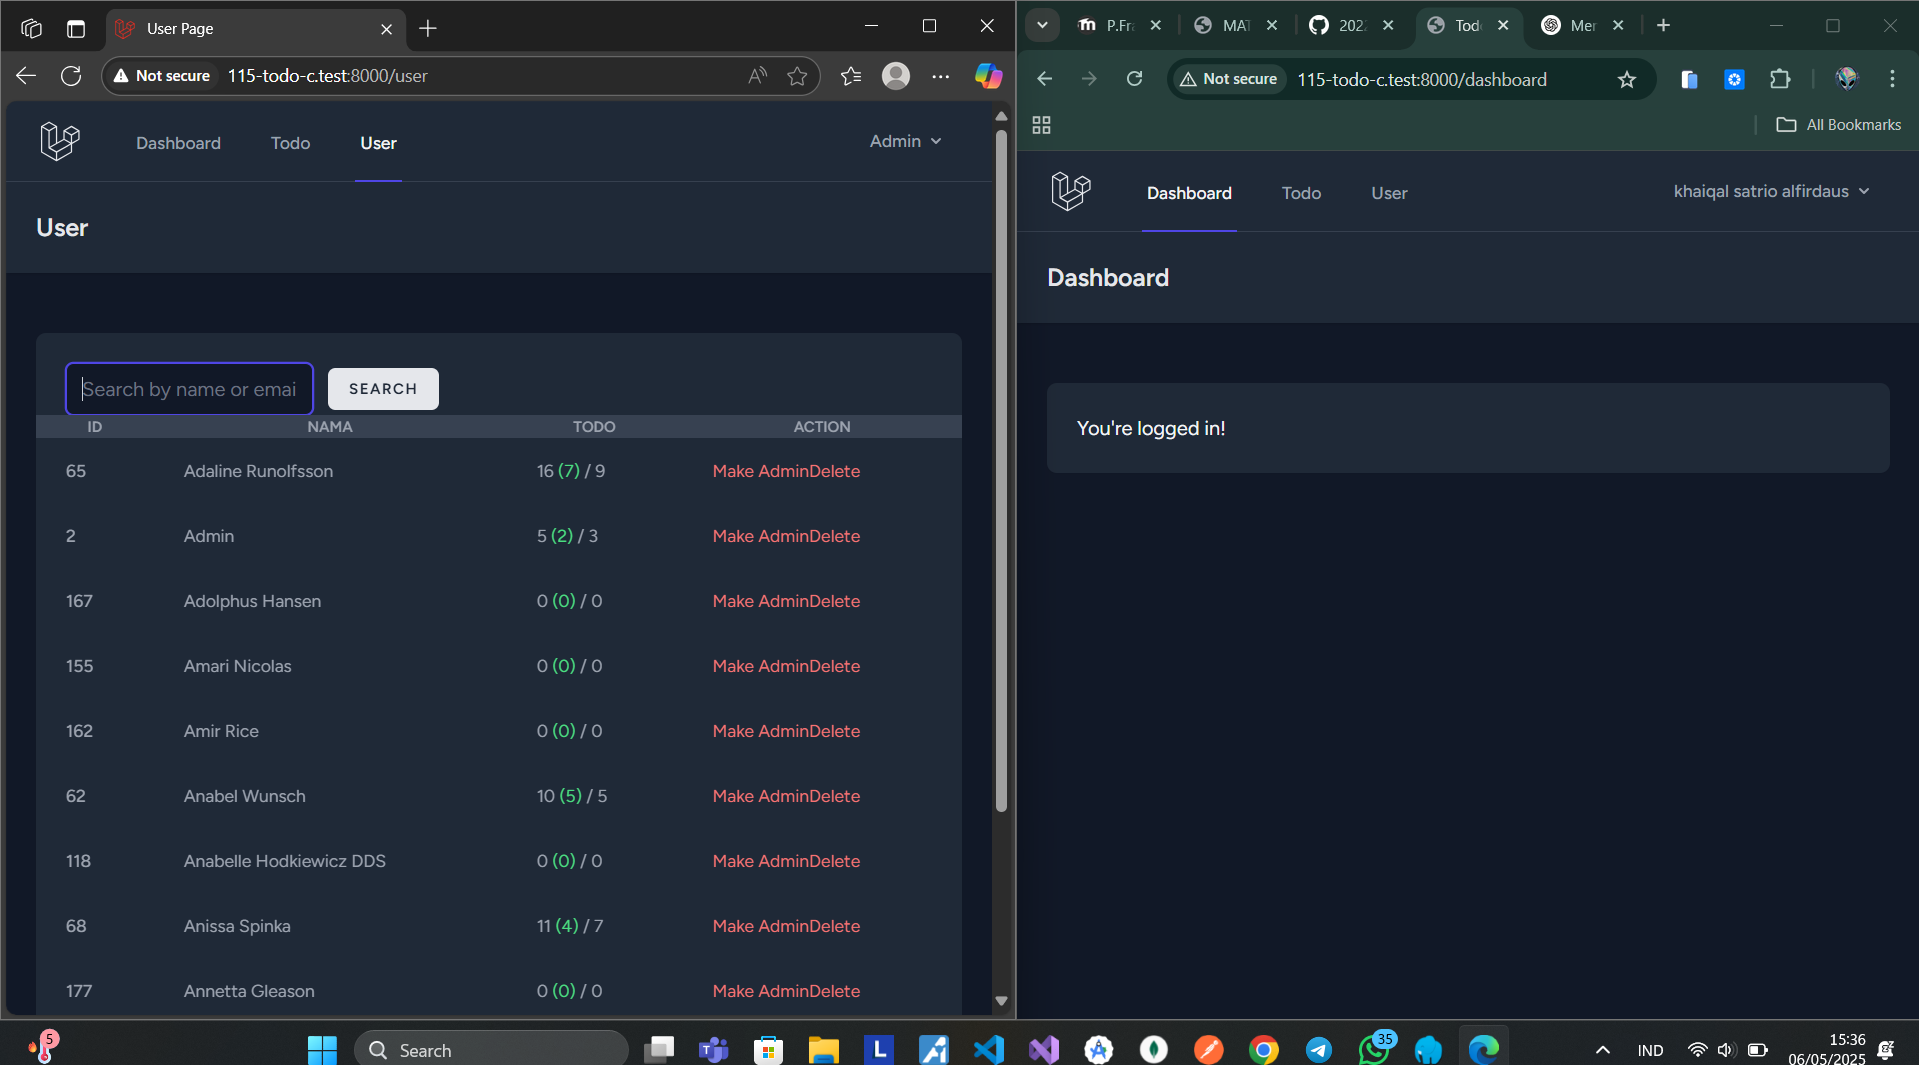 User Page
Not secure 115-todo-c.test:8000/user
Dashboard Todo User Admin
User
Search by name or emai SEARCH
ID NAMA TODO ACTION
65 Adaline Runolfsson 16 (7) / 9 Make AdminDelete
2 Admin 5 (2) / 3 Make AdminDelete
167 Adolphus Hansen 0 (0) / 0 Make AdminDelete
155 Amari Nicolas 0 (0) / 0 Make AdminDelete
162 Amir Rice 0 (0) / 0 Make AdminDelete
62 Anabel Wunsch 10 (5) / 5 Make AdminDelete
118 Anabelle Hodkiewicz DDS 0 (0) / 0 Make AdminDelete
68 Anissa Spinka 11 (4) / 7 Make AdminDelete
177 Annetta Gleason 0 (0) / 0 Make AdminDelete
P.Fra MAT 202 Tod Mer
Not secure 115-todo-c.test:8000/dashboard
All Bookmarks
Dashboard Todo User khaiqal satrio alfirdaus
Dashboard
You're logged in!
5 Search 35 IND 15:36
06/05/2025